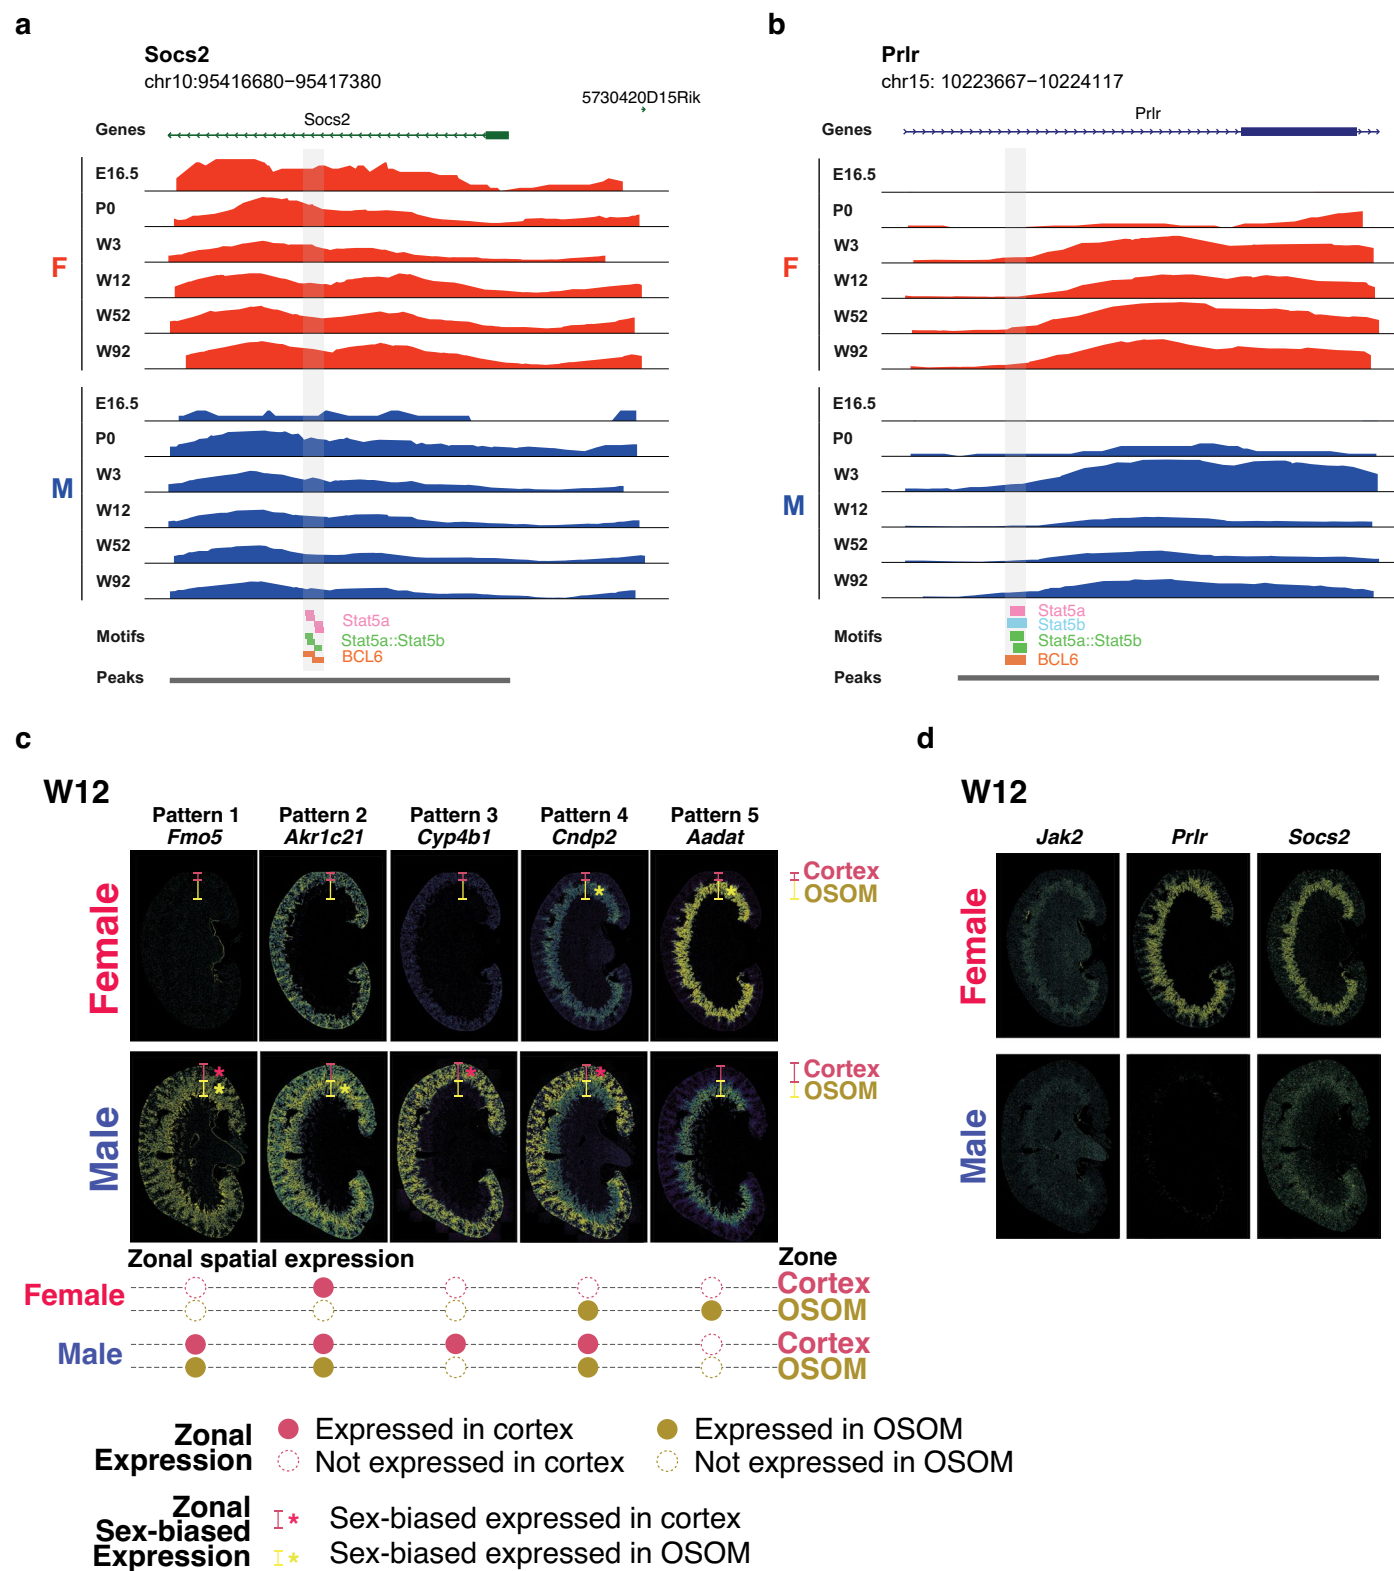 a
Socs2
chr10:95416680−95417380
5730420D15Rik
Socs2
Genes
F
E16.5
P0
W3
W12
W52
W92
M
E16.5
P0
W3
W12
W52
W92
Motifs
Stat5a
Stat5a::Stat5b
BCL6
Peaks
b
Prlr
chr15: 10223667−10224117
Prlr
Genes
F
E16.5
P0
W3
W12
W52
W92
M
E16.5
P0
W3
W12
W52
W92
Motifs
Stat5a
Stat5b
Stat5a::Stat5b
BCL6
Peaks
c
W12
Pattern 1 Pattern 2 Pattern 3 Pattern 4 Pattern 5
Fmo5 Akr1c21 Cyp4b1 Cndp2 Aadat
Female
* *
Cortex
OSOM
Male
* * * * *
Cortex
OSOM
Zonal spatial expression
Zone
Female
Cortex
OSOM
Male
Cortex
OSOM
Zonal
Expression
Expressed in cortex
Expressed in OSOM
Not expressed in cortex
Not expressed in OSOM
Zonal
Sex-biased
Expression
* Sex-biased expressed in cortex
* Sex-biased expressed in OSOM
d
W12
Jak2 Prlr Socs2
Female
Male